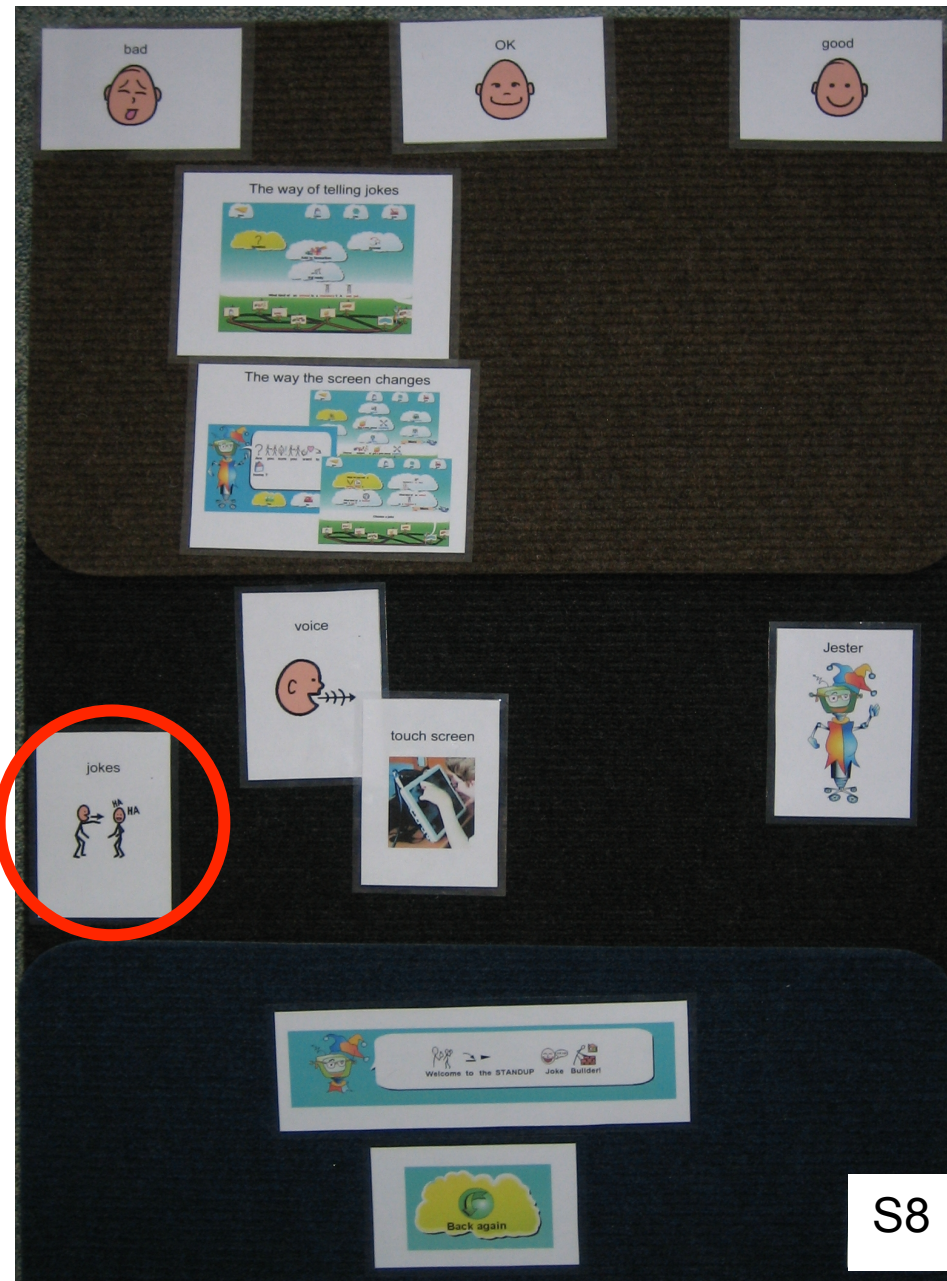 bad
OK
good
The way of telling jokes
The way the screen changes
voice
Jester
touch screen
jokes
HA
HA
Welcome to the STANDUP Joke Builder!
Back again
S8